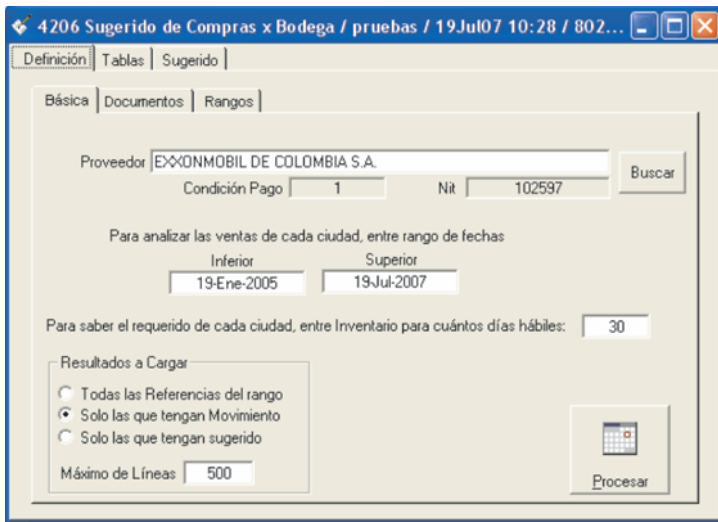 4206 Sugerido de Compras x Bodega / pruebas / 19Jul07 10:28 / 802...
Definición Tablas Sugerido
Básica Documentos Rangos
Proveedor EXXONMOBIL DE COLOMBIA S.A. Buscar
Condición Pago 1 Nit 102597
Para analizar las ventas de cada ciudad, entre rango de fechas
Inferior Superior
19-Ene-2005 19-Jul-2007
Para saber el requerido de cada ciudad, entre Inventario para cuántos días hábiles: 30
Resultados a Cargar
Todas las Referencias del rango
Solo las que tengan Movimiento
Solo las que tengan sugerido
Máximo de Líneas 500
Procesar